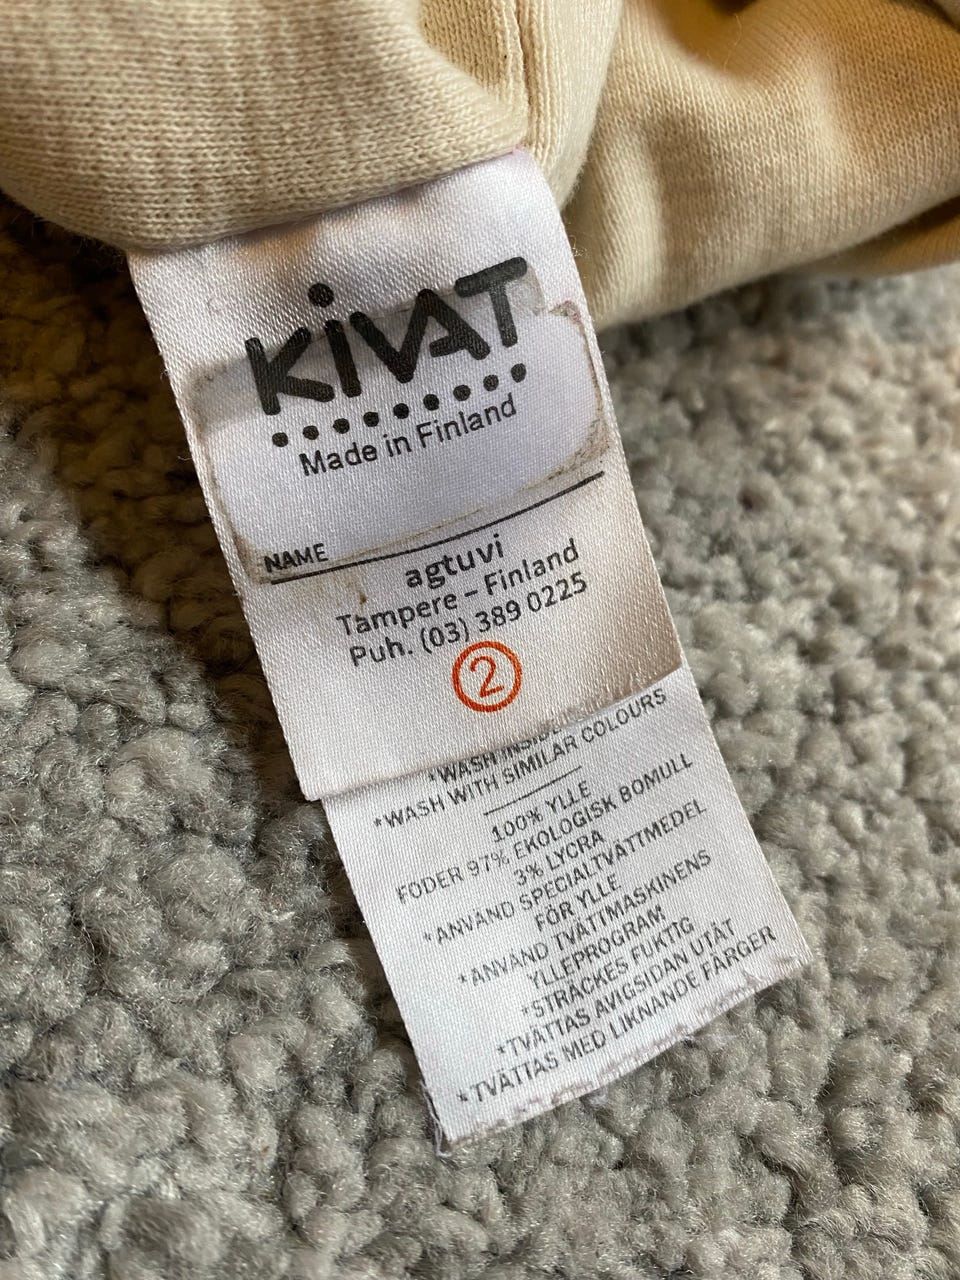 KiVAT
Made in Finland
NAME
agtuvi
Tampere – Finland
Puh. (03) 389 0225
2
*WASH
*WASH WITH SIMILAR COLOURS
100% YLLE
FODER 97% EKOLOGISK BOMULL
3% LYCRA
*ANVÄND SPECIALTVÄTTMEDEL
FÖR YLLE
*ANVÄND TVÄTTMASKINENS
YLLEPROGRAM
*STRÄCKES FUKTIG
*TVÄTTAS AVIGSIDAN UTÅT
*TVÄTTAS MED LIKNANDE FÄRGER